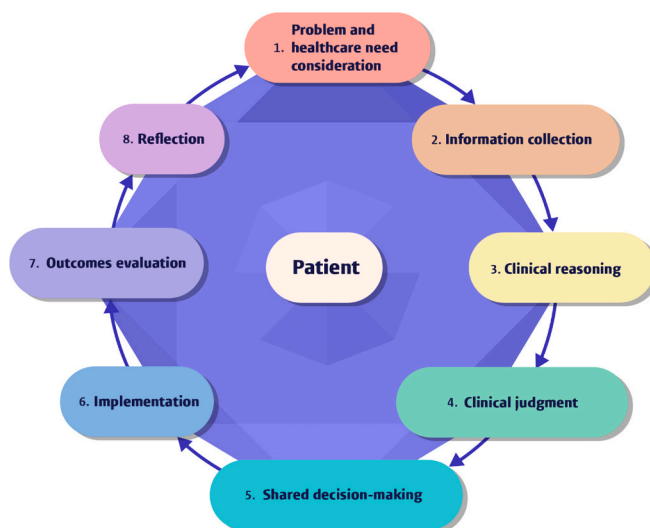 1. Problem and
healthcare need
consideration
2. Information collection
3. Clinical reasoning
4. Clinical judgment
5. Shared decision-making
6. Implementation
7. Outcomes evaluation
8. Reflection
Patient